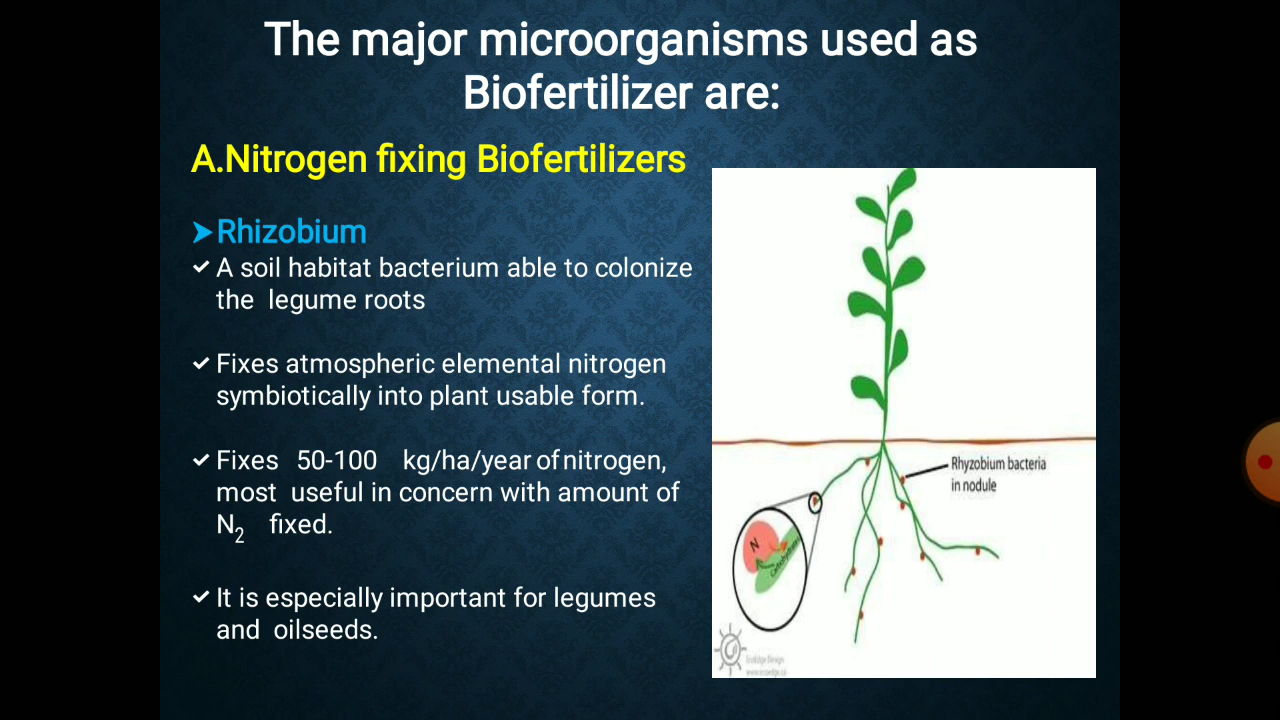 The major microorganisms used as
Biofertilizer are:
A.Nitrogen fixing Biofertilizers
➤Rhizobium
✓ A soil habitat bacterium able to colonize
the legume roots
✓ Fixes atmospheric elemental nitrogen
symbiotically into plant usable form.
✓ Fixes 50-100 kg/ha/year of nitrogen,
most useful in concern with amount of
N₂ fixed.
✓ It is especially important for legumes
and oilseeds.
Rhyzobium bacteria
in nodule
N
Carbohydrates